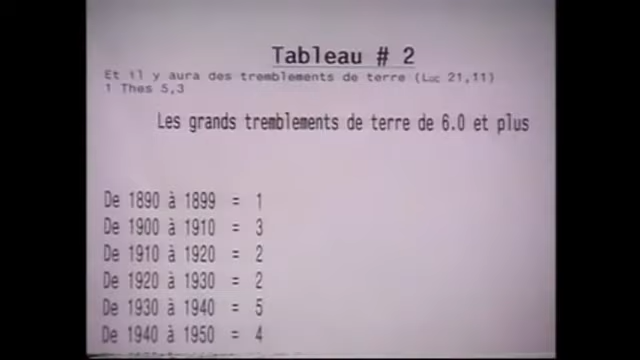 Tableau # 2
Et il y aura des tremblements de terre (Luc 21,11)
1 Thes 5,3
Les grands tremblements de terre de 6.0 et plus
De 1890 à 1899 = 1
De 1900 à 1910 = 3
De 1910 à 1920 = 2
De 1920 à 1930 = 2
De 1930 à 1940 = 5
De 1940 à 1950 = 4